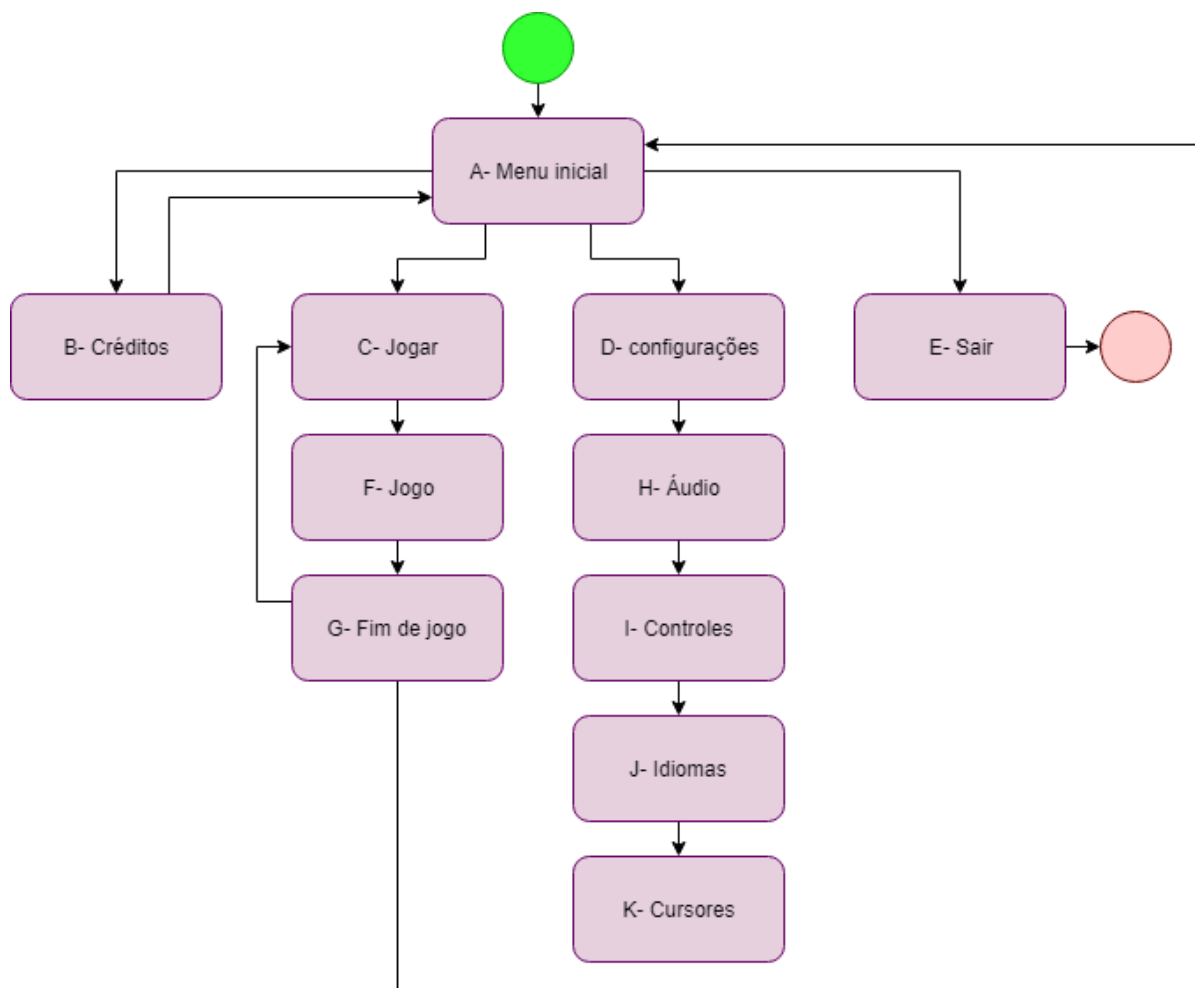 A- Menu inicial
B- Créditos
C- Jogar
D- configurações
E- Sair
F- Jogo
H- Áudio
G- Fim de jogo
I- Controles
J- Idiomas
K- Cursores